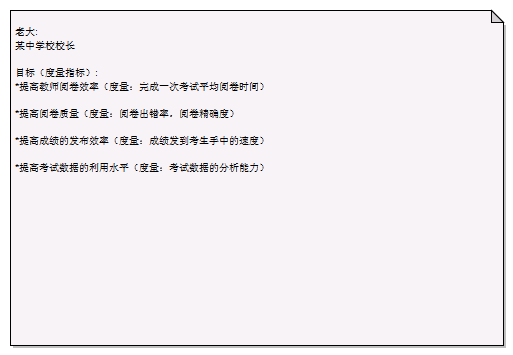 老大:
某中学校校长
目标（度量指标）:
*提高教师阅卷效率（度量：完成一次考试平均阅卷时间）
*提高阅卷质量（度量：阅卷出错率，阅卷精确度）
*提高成绩的发布效率（度量：成绩发到考生手中的速度）
*提高考试数据的利用水平（度量：考试数据的分析能力）